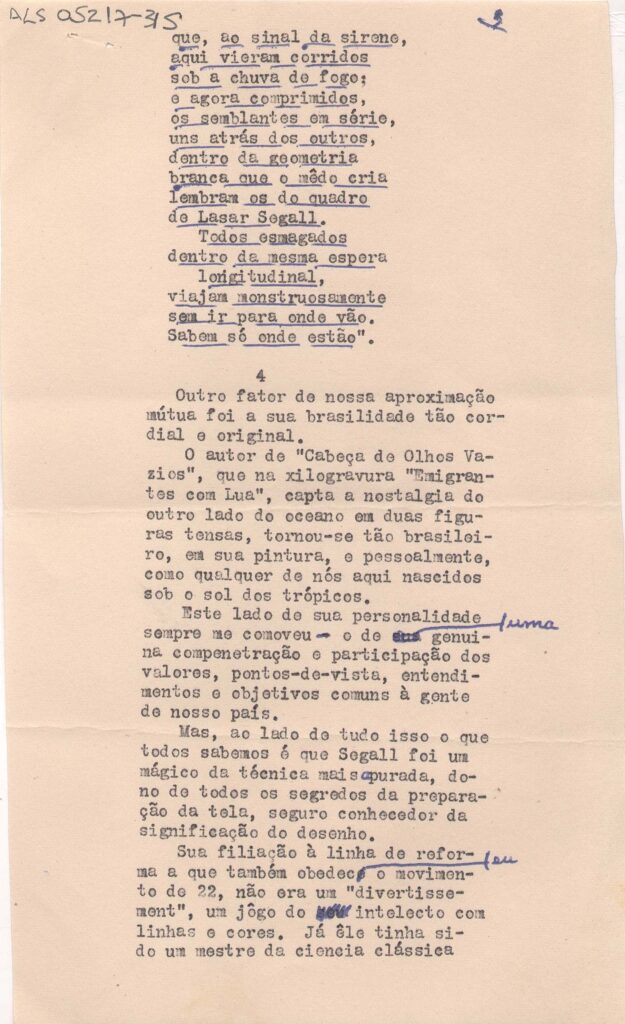 ALS 05217-315
3
que, ao sinal da sirene,
aqui vieram corridos
sob a chuva de fogo;
e agora comprimidos,
os semblantes em série,
uns atrás dos outros,
dentro da geometria
branca que o mêdo cria
lembram os do quadro
de Lasar Segall.
Todos esmagados
dentro da mesma espera
longitudinal,
viajam monstruosamente
sem ir para onde vão.
Sabem só onde estão".
4
Outro fator de nossa aproximação
mútua foi a sua brasilidade tão cor-
dial e original.
O autor de "Cabeça de Olhos Va-
zios", que na xilogravura "Emigran-
tes com Lua", capta a nostalgia do
outro lado do oceano em duas figu-
ras tensas, tornou-se tão brasilei-
ro, em sua pintura, e pessoalmente,
como qualquer de nós aqui nascidos
sob o sol dos trópicos.
Este lado de sua personalidade
sempre me comoveu - o de uma genui-
na compenetração e participação dos
valores, pontos-de-vista, entendi-
mentos e objetivos comuns à gente
de nosso país.
Mas, ao lado de tudo isso o que
todos sabemos é que Segall foi um
mágico da técnica mais apurada, do-
no de todos os segredos da prepara-
ção da tela, seguro conhecedor da
significação do desenho.
Sua filiação à linha de refor-
ma a que também obedeceu o movimen-
to de 22, não era um "divertisse-
ment", um jôgo do intelecto com
linhas e cores. Já êle tinha si-
do um mestre da ciencia clássica